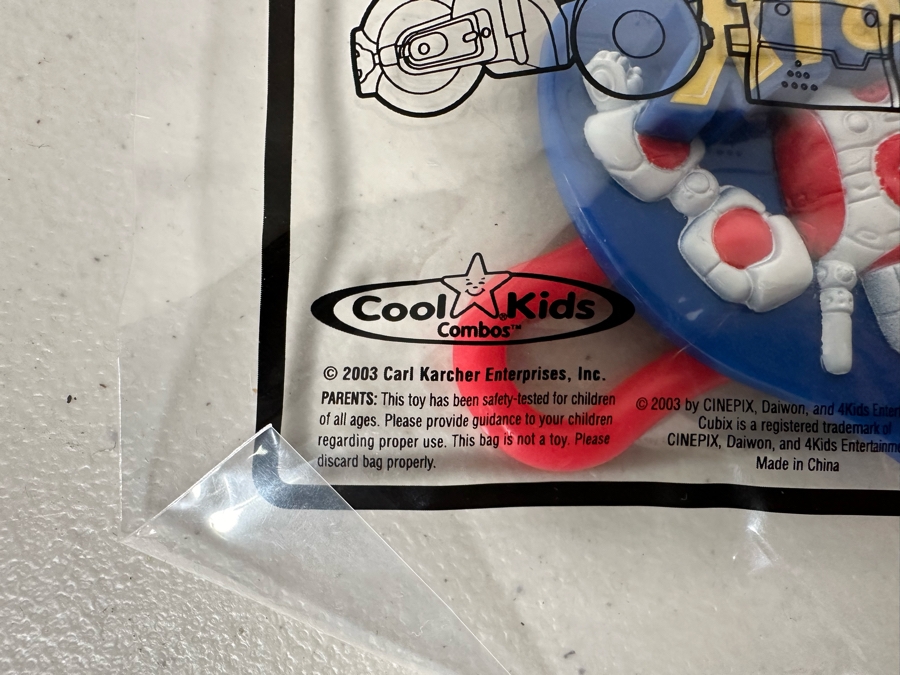 Cool Kids®
Combos™
© 2003 Carl Karcher Enterprises, Inc.
PARENTS: This toy has been safety-tested for children
of all ages. Please provide guidance to your children
regarding proper use. This bag is not a toy. Please
discard bag properly.
© 2003 by CINEPIX, Daiwon, and 4Kids
Cubix is a registered trademark of
CINEPIX, Daiwon, and 4Kids
Made in China